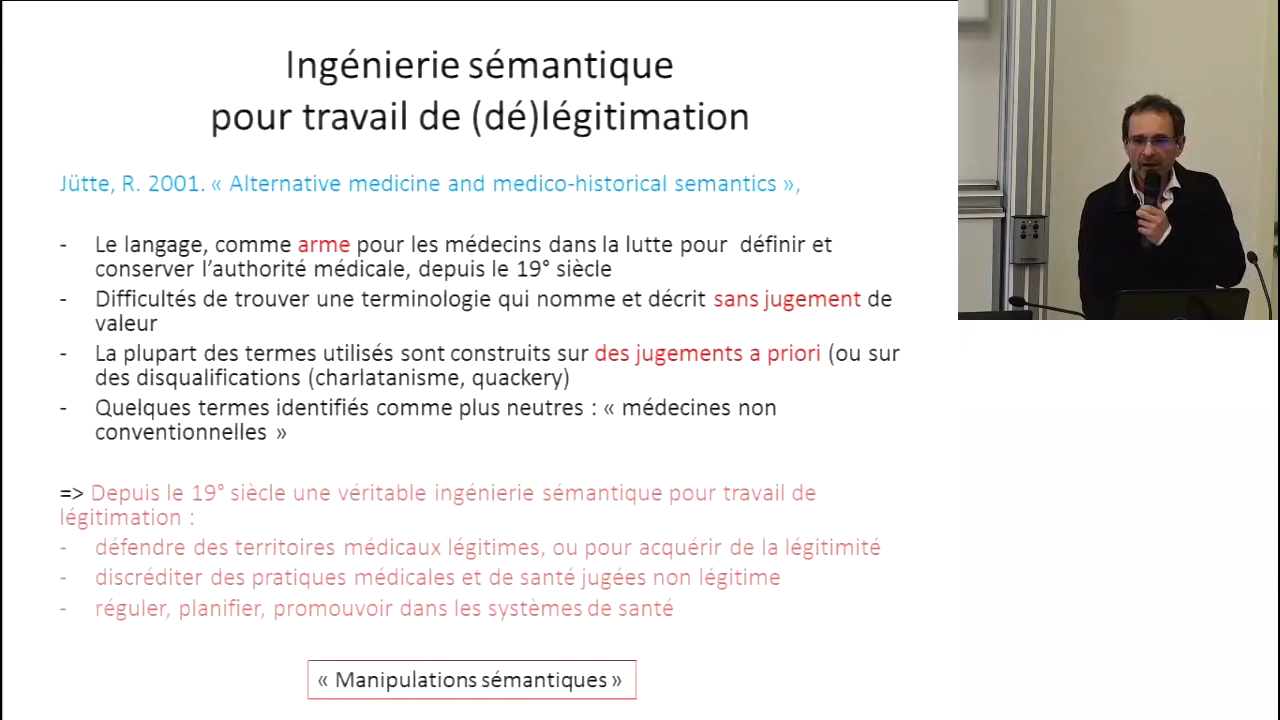 Ingénierie sémantique
pour travail de (dé)légitimation
Jütte, R. 2001. « Alternative medicine and medico-historical semantics »,
- Le langage, comme arme pour les médecins dans la lutte pour définir et
conserver l’authorité médicale, depuis le 19° siècle
- Difficultés de trouver une terminologie qui nomme et décrit sans jugement de
valeur
- La plupart des termes utilisés sont construits sur des jugements a priori (ou sur
des disqualifications (charlatanisme, quackery)
- Quelques termes identifiés comme plus neutres : « médecines non
conventionnelles »
=> Depuis le 19° siècle une véritable ingénierie sémantique pour travail de
légitimation :
- défendre des territoires médicaux légitimes, ou pour acquérir de la légitimité
- discréditer des pratiques médicales et de santé jugées non légitime
- réguler, planifier, promouvoir dans les systèmes de santé
« Manipulations sémantiques »